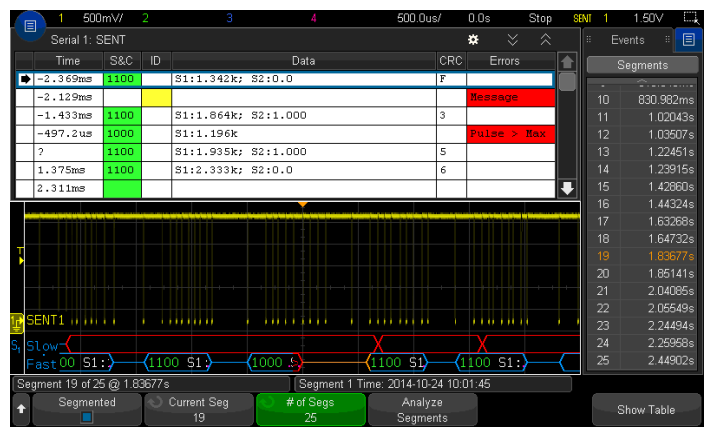 1 500mV/ 2 3 4 500.0us/ 0.0s Stop SENT 1 1.50V
Serial 1: SENT
Events
Time S&C ID Data CRC Errors
Segments
-2.369ms 1100 S1:1.342k; S2:0.0 F
-2.129ms Message
-1.433ms 1100 S1:1.864k; S2:1.000 3
-497.2us 1000 S1:1.196k Pulse > Max
? 1100 S1:1.935k; S2:1.000 5
1.375ms 1100 S1:2.333k; S2:0.0 6
2.311ms
10 830.982ms
11 1.02043s
12 1.03507s
13 1.22451s
14 1.23915s
15 1.42860s
16 1.44324s
17 1.63268s
18 1.64732s
19 1.83677s
20 1.85141s
21 2.04085s
22 2.05549s
23 2.24494s
24 2.25958s
25 2.44902s
T
SENT1
S1 Slow
Fast 00 S1: 1100 S1: 1000 S 1100 S1 1100 S1:
Segment 19 of 25 @ 1.83677s Segment 1 Time: 2014-10-24 10:01:45
Segmented
Current Seg
19
# of Segs
25
Analyze
Segments
Show Table